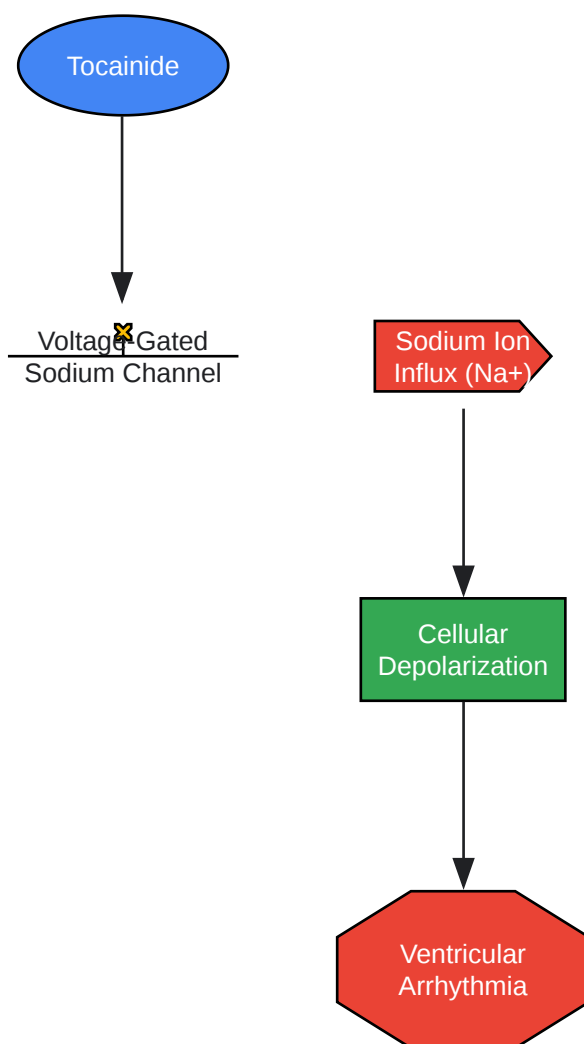 Tocainide
Voltage-Gated
Sodium Channel
Sodium Ion
Influx (Na+)
Cellular
Depolarization
Ventricular
Arrhythmia